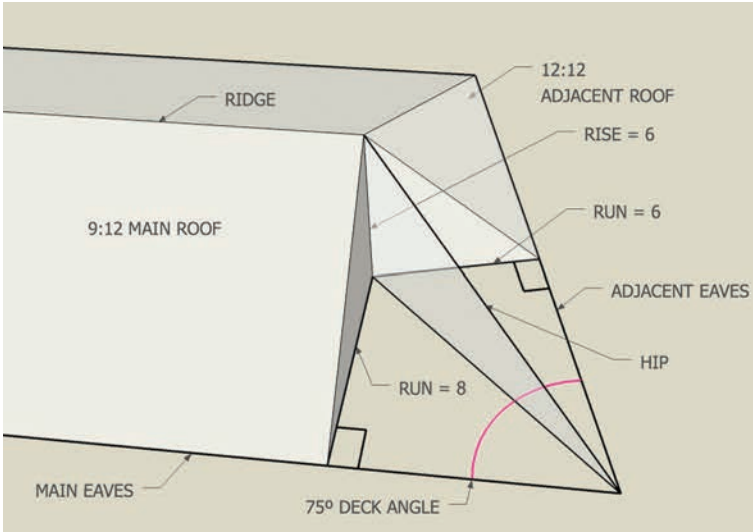 12:12
ADJACENT ROOF
RIDGE
RISE = 6
RUN = 6
9:12 MAIN ROOF
ADJACENT EAVES
HIP
RUN = 8
MAIN EAVES
75º DECK ANGLE